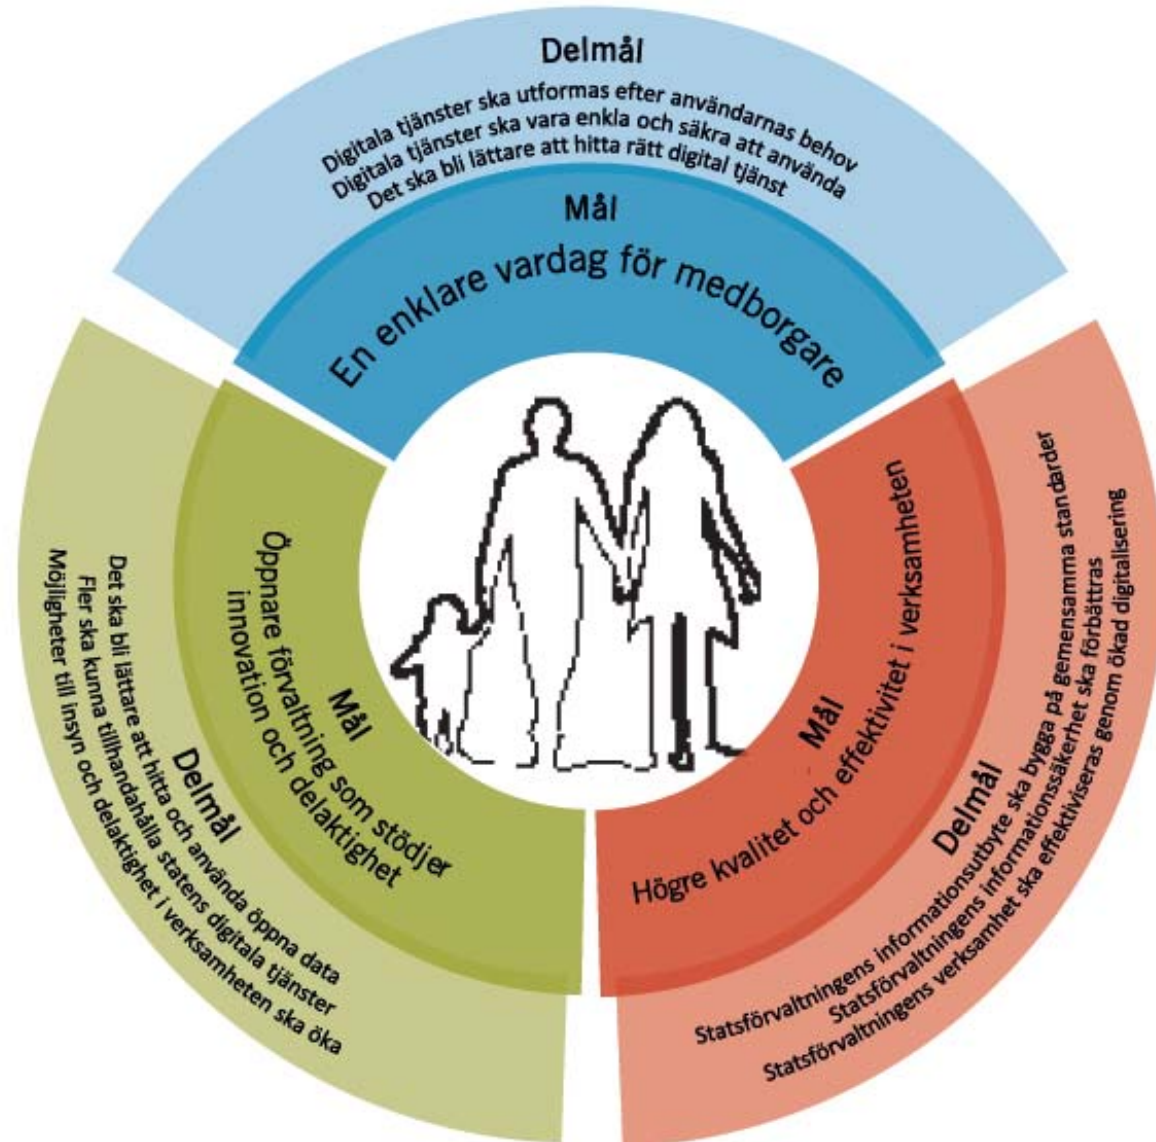 Delmål
Digitala tjänster ska utformas efter användarnas behov
Digitala tjänster ska vara enkla och säkra att använda
Det ska bli lättare att hitta rätt digital tjänst
Mål
En enklare vardag för medborgare
Mål
Högre kvalitet och effektivitet i verksamheten
Delmål
Statsförvaltningens informationsutbyte ska bygga på gemensamma standarder
Statsförvaltningens informationssäkerhet ska förbättras
Statsförvaltningens verksamhet ska effektiviseras genom ökad digitalisering
Mål
Öppnare förvaltning som stödjer
innovation och delaktighet
Delmål
Det ska bli lättare att hitta och använda öppna data
Fler ska kunna tillhandahålla statens digitala tjänster
Möjligheter till insyn och delaktighet i verksamheten ska öka